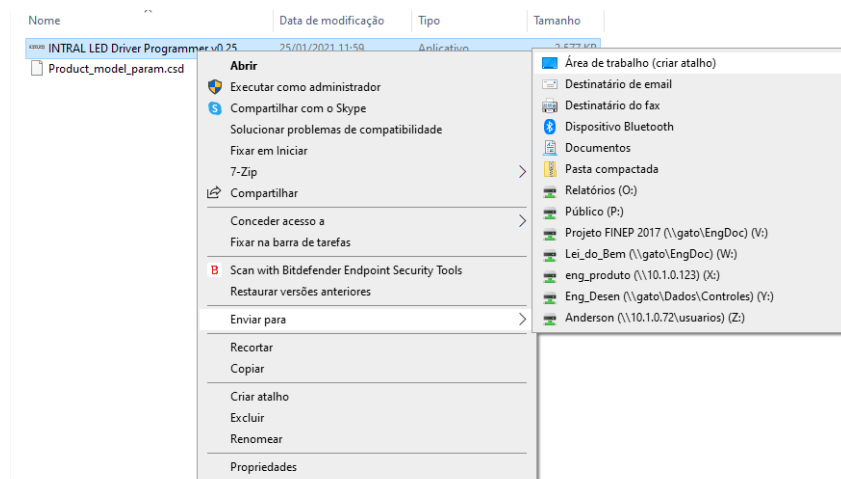 Nome Data de modificação Tipo Tamanho
INTRAL LED Driver Programmer v0.25 25/01/2021 11:59 Aplicativo 2.577 KB
Product_model_param.csd
Abrir
Executar como administrador
Compartilhar com o Skype
Solucionar problemas de compatibilidade
Fixar em Iniciar
7-Zip
Compartilhar
Conceder acesso a
Fixar na barra de tarefas
Scan with Bitdefender Endpoint Security Tools
Restaurar versões anteriores
Enviar para
Recortar
Copiar
Criar atalho
Excluir
Renomear
Propriedades
Área de trabalho (criar atalho)
Destinatário de email
Destinatário do fax
Dispositivo Bluetooth
Documentos
Pasta compactada
Relatórios (O:)
Público (P:)
Projeto FINEP 2017 (\\gato\EngDoc) (V:)
Lei_do_Bem (\\gato\EngDoc) (W:)
eng_produto (\\10.1.0.123) (X:)
Eng_Desen (\\gato\Dados\Controles) (Y:)
Anderson (\\10.1.0.72\usuarios) (Z:)